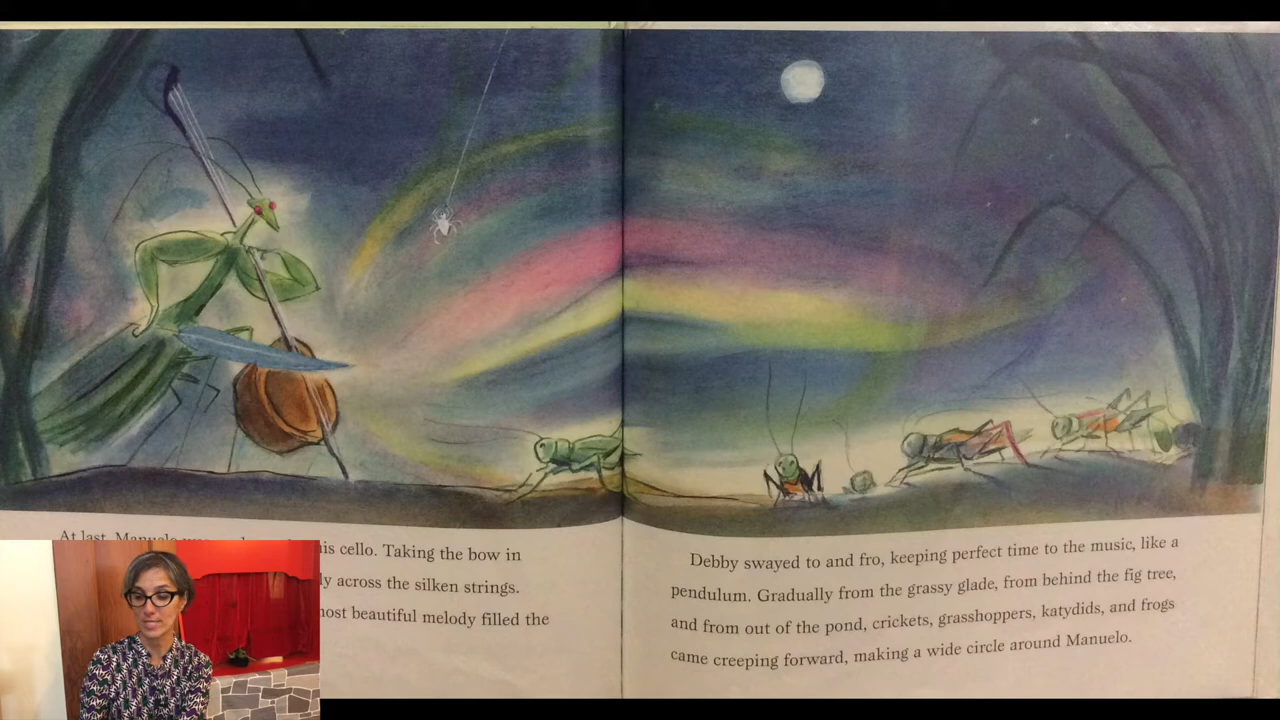 At last, Manuelo his cello. Taking the bow in
ly across the silken strings.
most beautiful melody filled the
Debby swayed to and fro, keeping perfect time to the music, like a
pendulum. Gradually from the grassy glade, from behind the fig tree,
and from out of the pond, crickets, grasshoppers, katydids, and frogs
came creeping forward, making a wide circle around Manuelo.